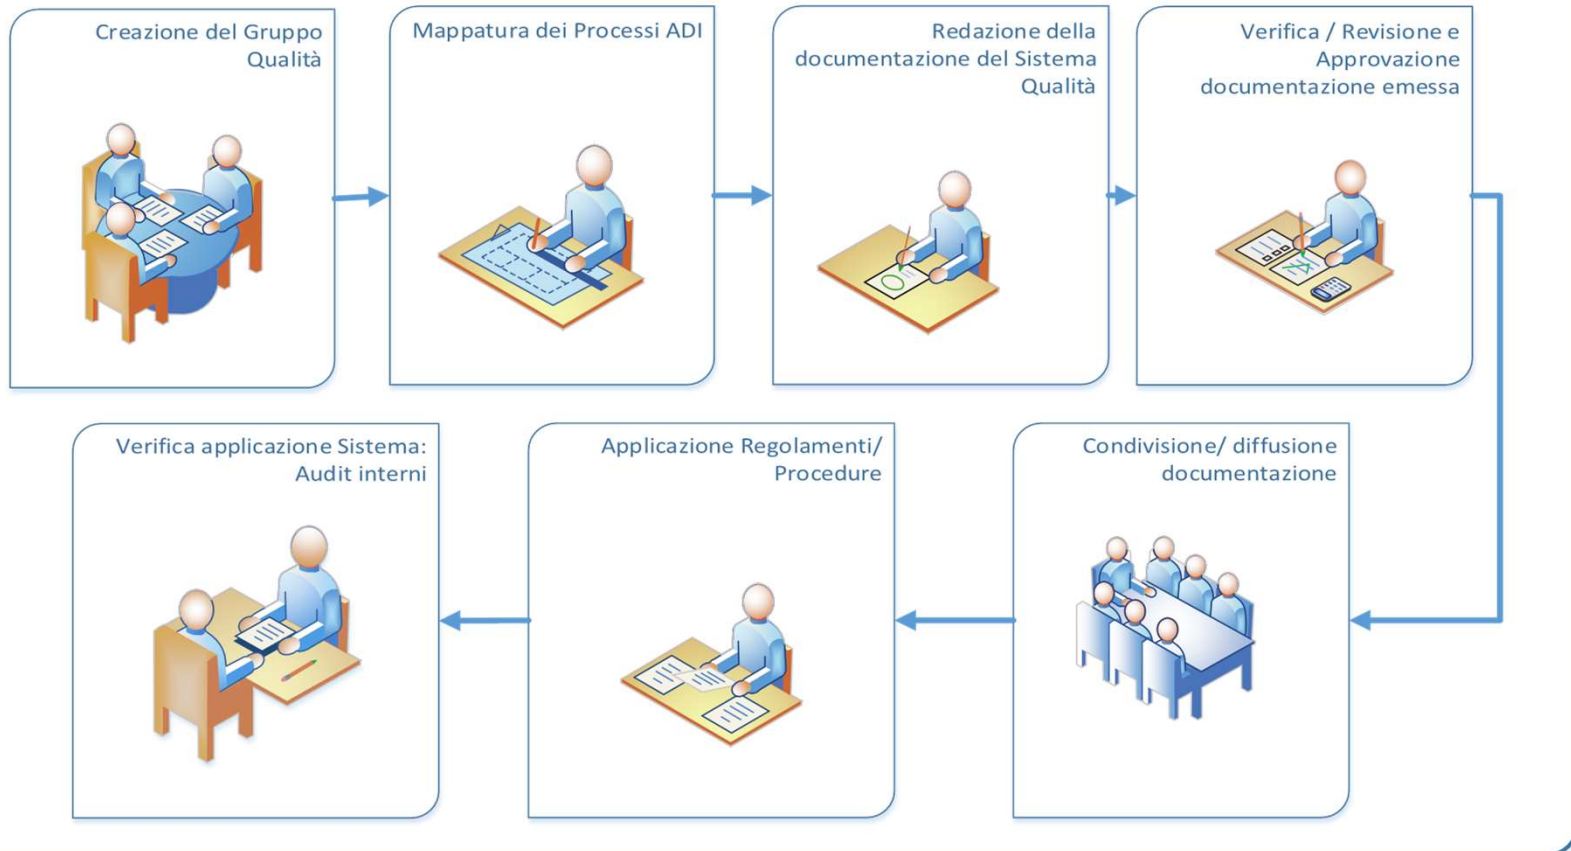 Creazione del Gruppo
Qualità
Mappatura dei Processi ADI
Redazione della
documentazione del Sistema
Qualità
Verifica / Revisione e
Approvazione
documentazione emessa
Condivisione/ diffusione
documentazione
Applicazione Regolamenti/
Procedure
Verifica applicazione Sistema:
Audit interni